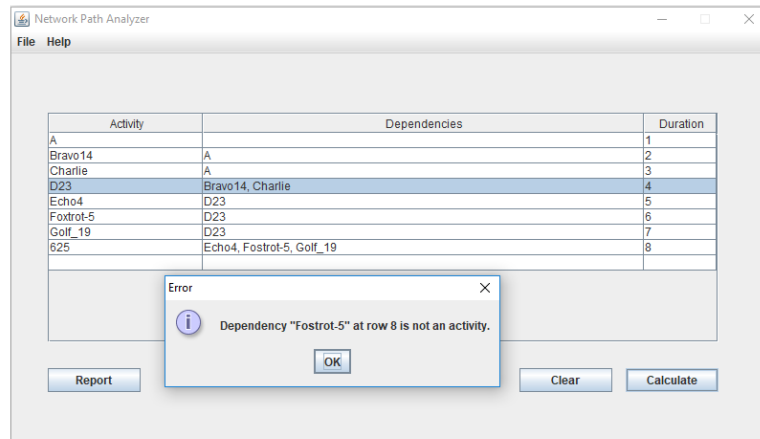 Network Path Analyzer
File Help
Activity Dependencies Duration
A 1
Bravo14 A 2
Charlie A 3
D23 Bravo14, Charlie 4
Echo4 D23 5
Foxtrot-5 D23 6
Golf_19 D23 7
625 Echo4, Fostrot-5, Golf_19 8
Error
Dependency "Fostrot-5" at row 8 is not an activity.
OK
Report Clear Calculate